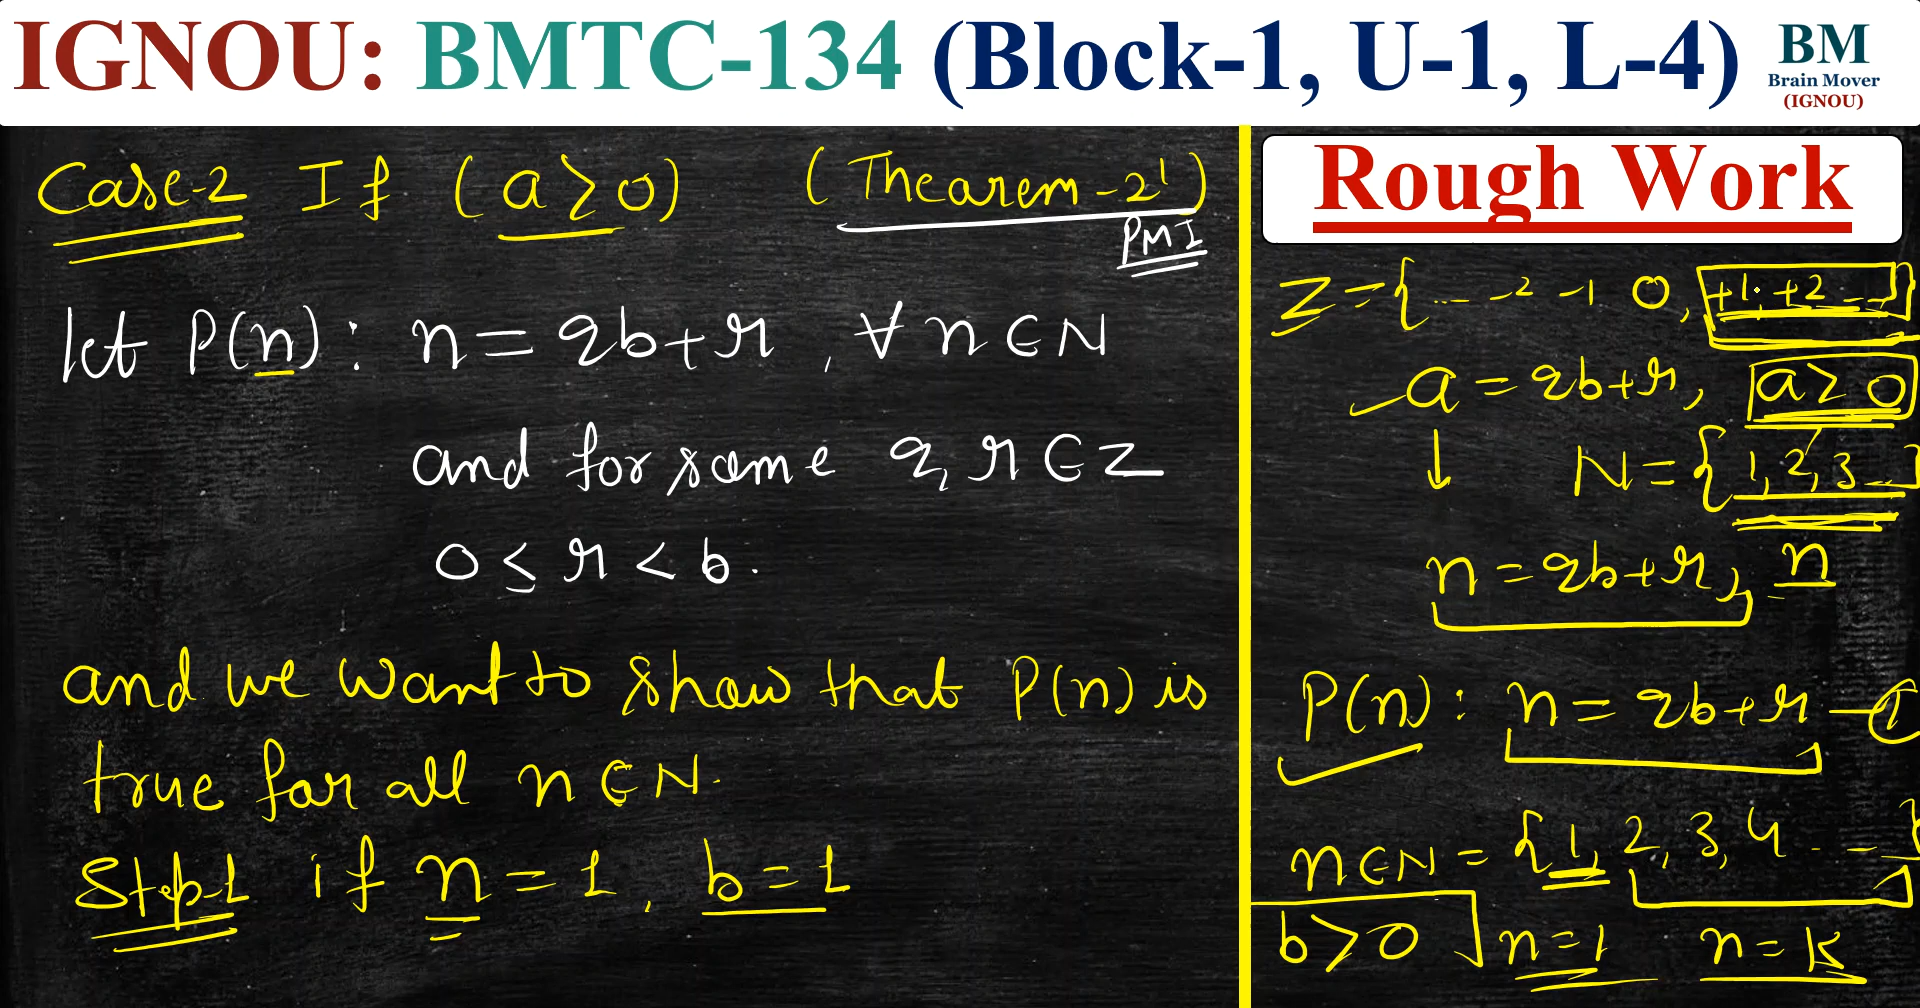 IGNOU: BMTC-134 (Block-1, U-1, L-4)
BM
Brain Mover
(IGNOU)
Case-2 If (a>0) (Thearem-2')
PMI
let P(n): n=qb+r, ∀ n∈N
and for some q, r∈Z
0≤r<b.
and we want to show that P(n) is
true for all n∈N.
Step-1 if n=1, b=1
Rough Work
Z={... -2 -1 0, +1, +2 --}
a=qb+r, a>0
↓ N={1,2,3--}
n=qb+r, n
P(n): n=qb+r -①
n∈N={1, 2, 3, 4 - - }
b>0 n=1 n=k